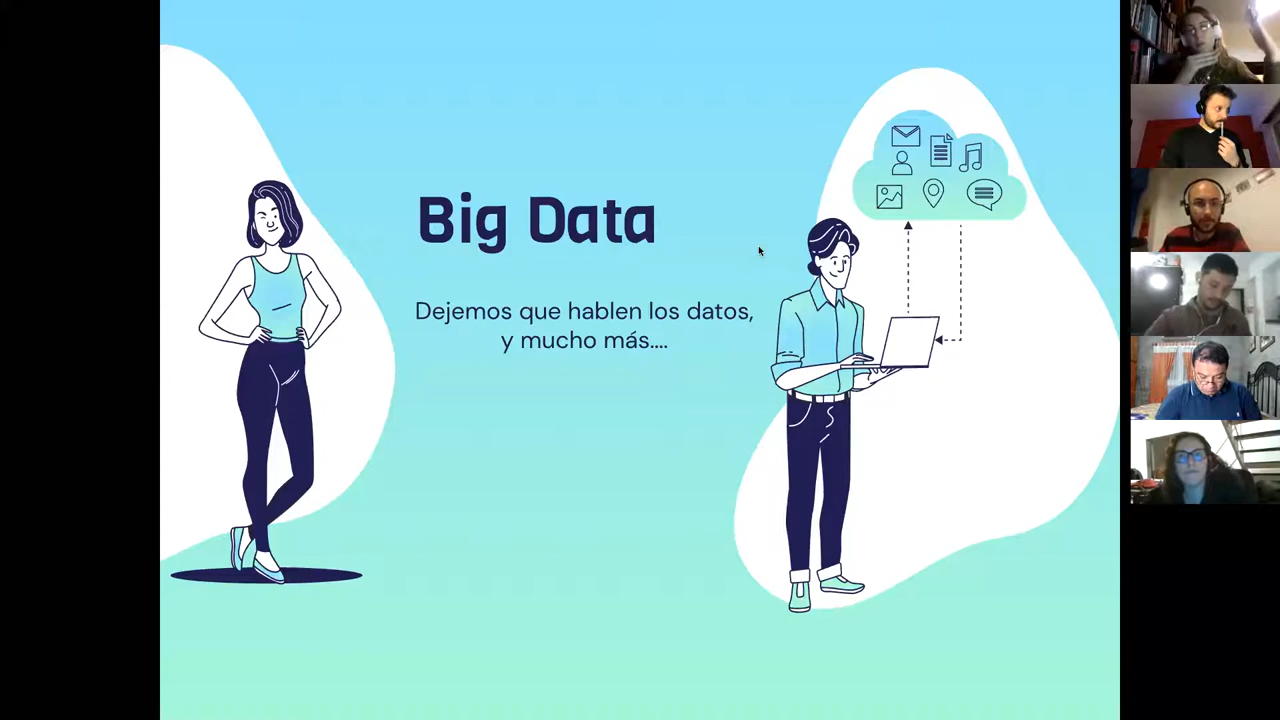 Big Data
Dejemos que hablen los datos,
y mucho más....